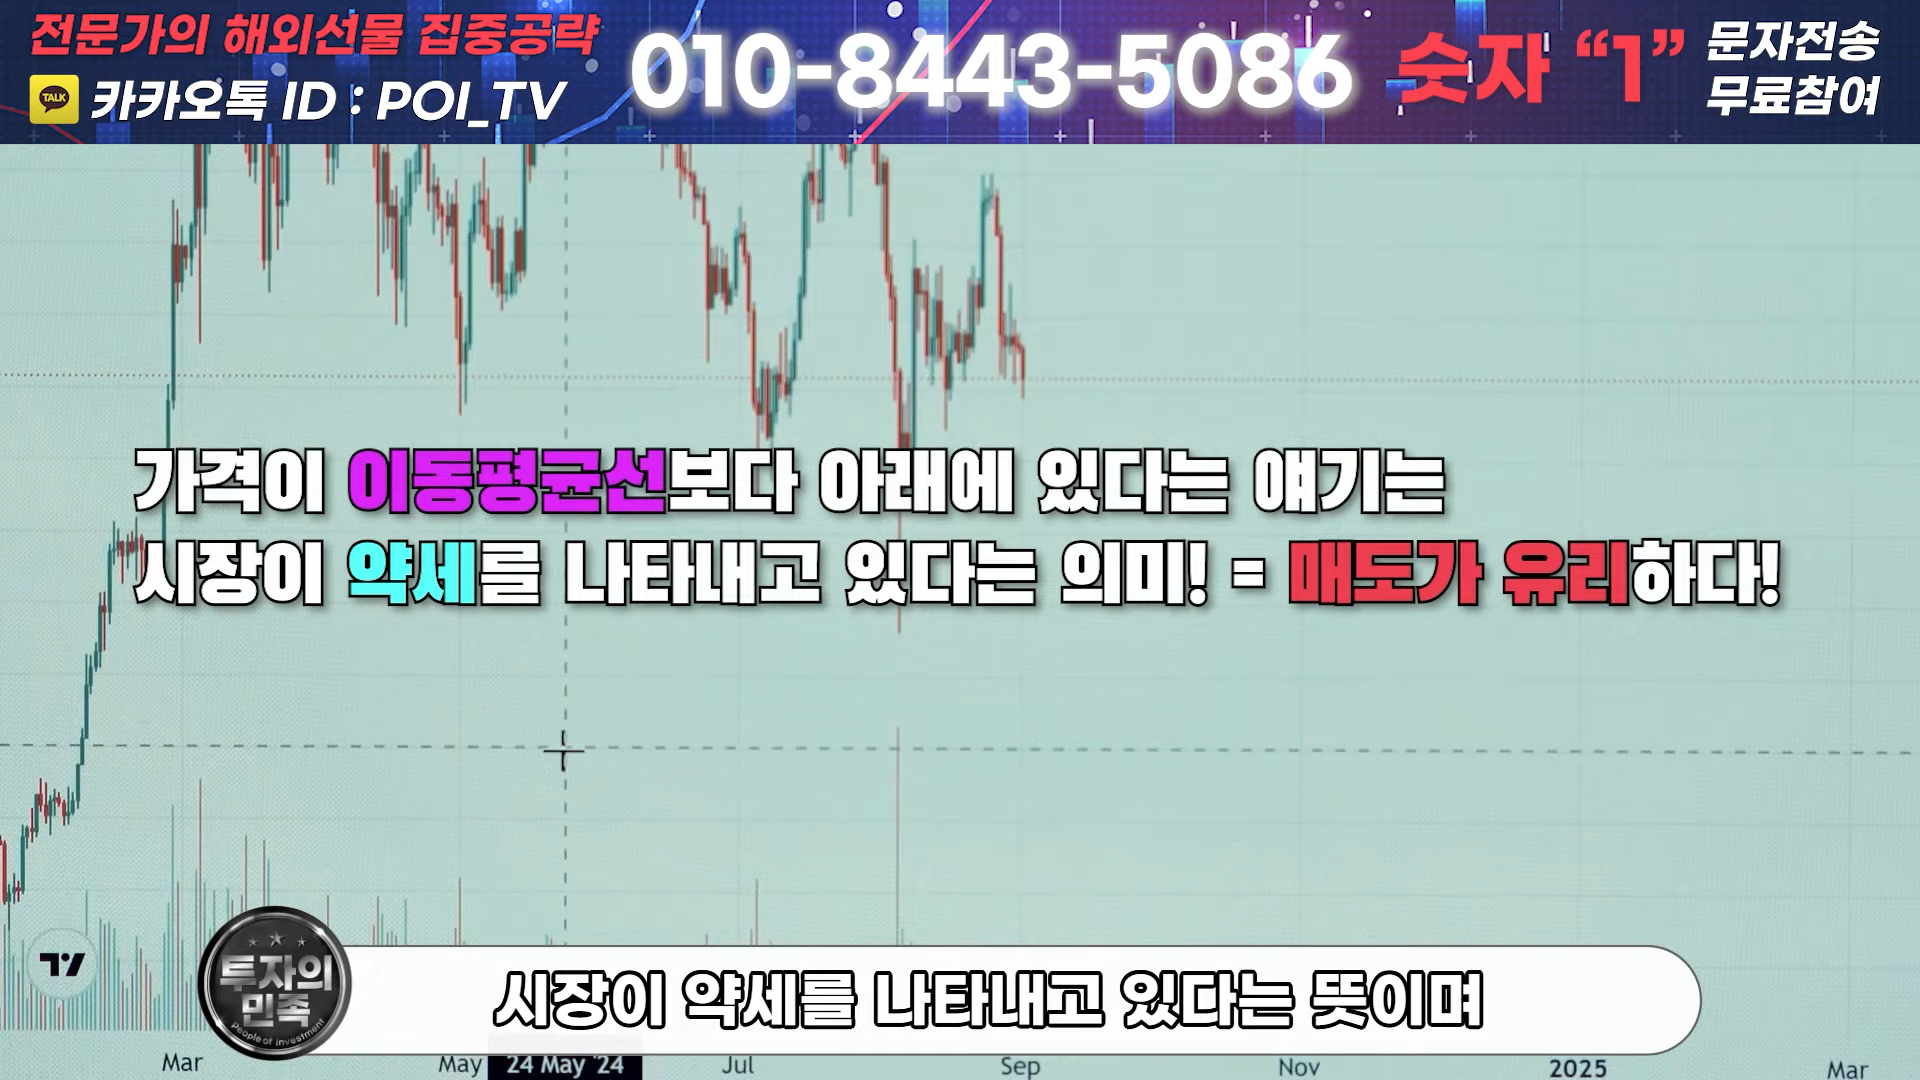 전문가의 해외선물 집중공략
TALK 카카오톡 ID : POI_TV
010-8443-5086
숫자 “1”
문자전송
무료참여
가격이 이동평균선보다 아래에 있다는 얘기는
시장이 약세를 나타내고 있다는 의미! = 매도가 유리하다!
투자의
민족
People of investment
시장이 약세를 나타내고 있다는 뜻이며
Mar May 24 May '24 Jul Sep Nov 2025 Mar